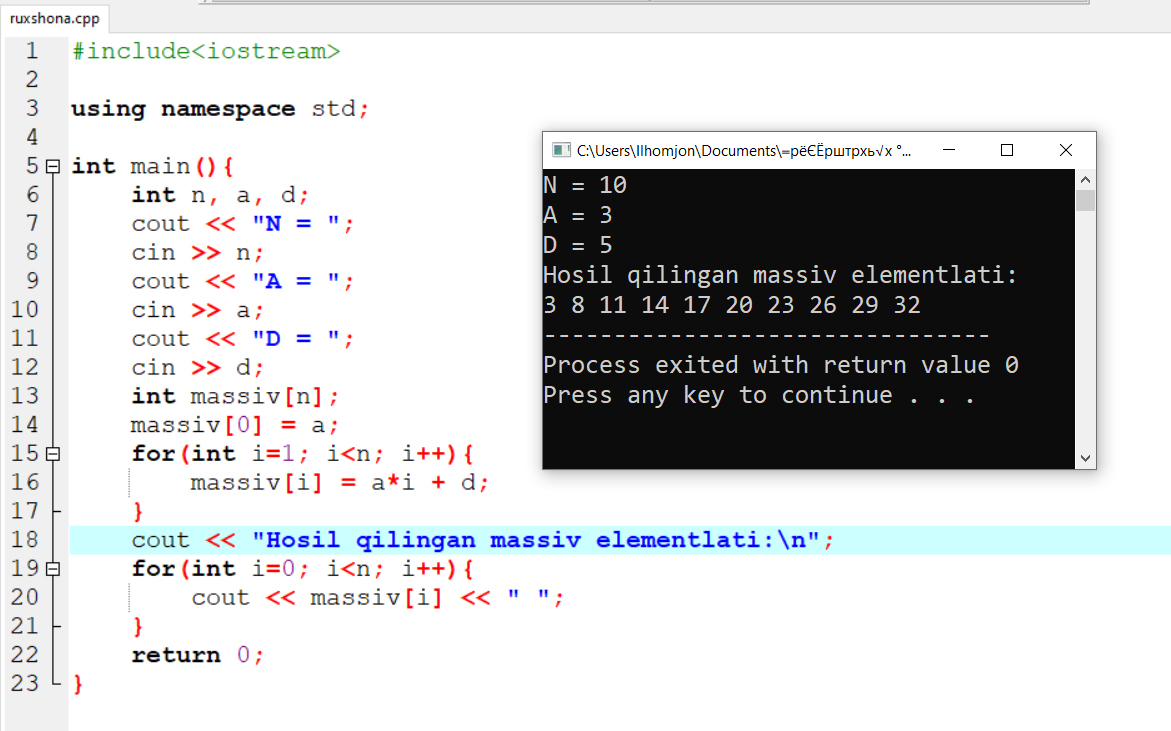 ruxshona.cpp
1 #include<iostream>
2
3 using namespace std;
4
5 int main(){
6 int n, a, d;
7 cout << "N = ";
8 cin >> n;
9 cout << "A = ";
10 cin >> a;
11 cout << "D = ";
12 cin >> d;
13 int massiv[n];
14 massiv[0] = a;
15 for(int i=1; i<n; i++){
16 massiv[i] = a*i + d;
17 }
18 cout << "Hosil qilingan massiv elementlati:\n";
19 for(int i=0; i<n; i++){
20 cout << massiv[i] << " ";
21 }
22 return 0;
23 }
C:\Users\Ilhomjon\Documents\=рёЄЁрштрхь√х °...
N = 10
A = 3
D = 5
Hosil qilingan massiv elementlati:
3 8 11 14 17 20 23 26 29 32
--------------------------------
Process exited with return value 0
Press any key to continue . . .